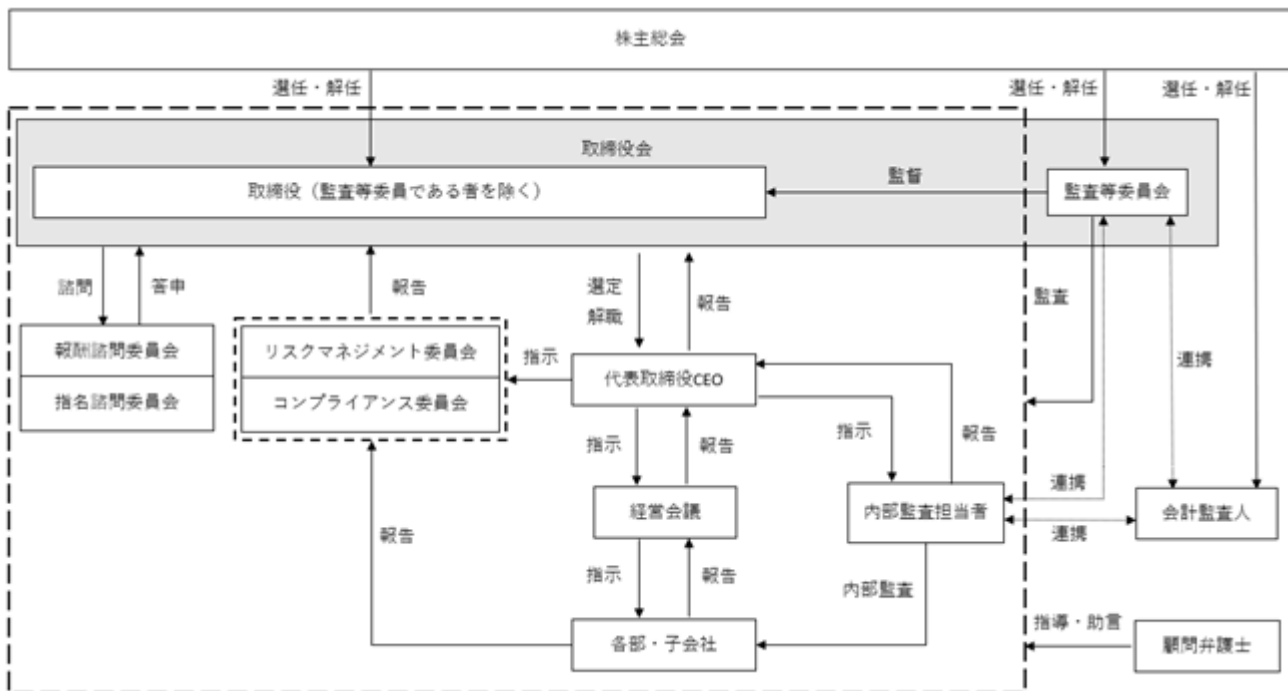 株主総会
選任・解任
選任・解任
選任・解任
取締役会
取締役（監査等委員である者を除く）
監督
監査等委員会
諮問
答申
報告
選定
解職
報告
監査
報酬諮問委員会
指名諮問委員会
リスクマネジメント委員会
コンプライアンス委員会
指示
代表取締役CEO
連携
指示
報告
指示
報告
経営会議
内部監査担当者
連携
連携
会計監査人
報告
指示
報告
内部監査
各部・子会社
指導・助言
顧問弁護士